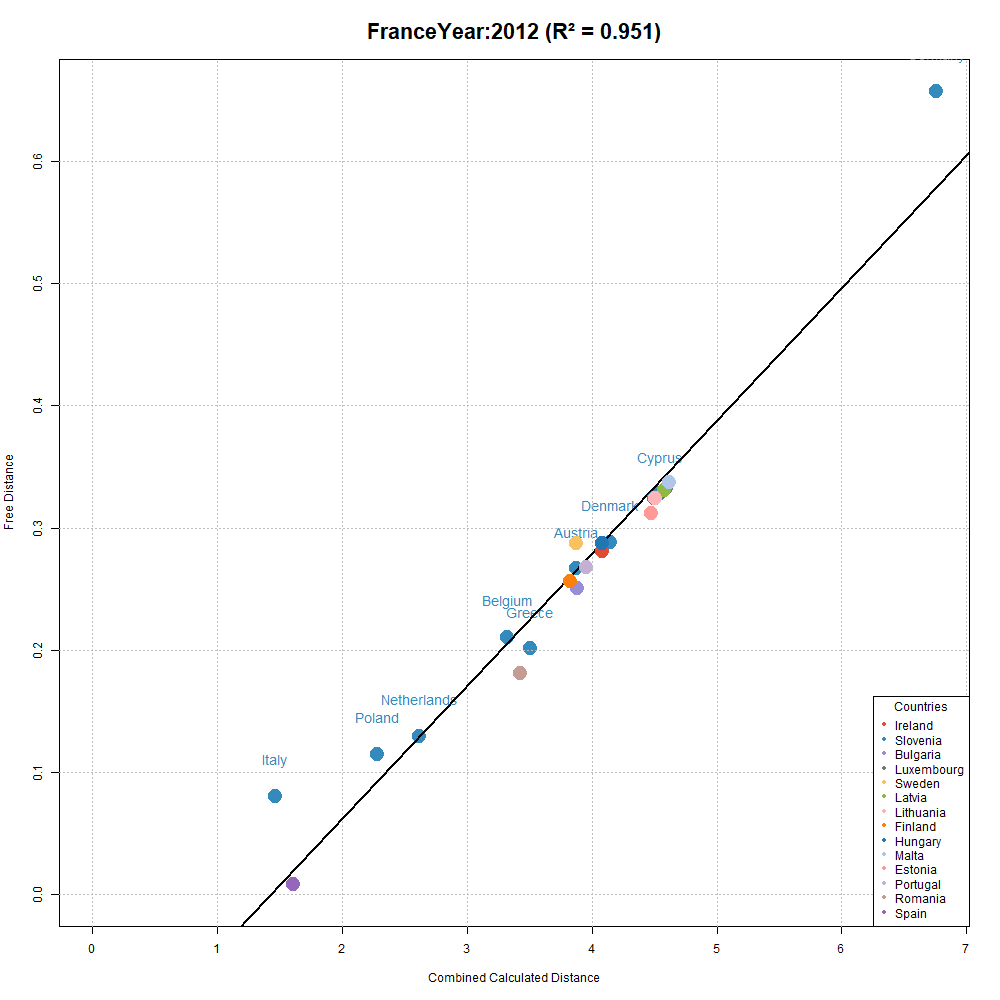 FranceYear:2012 (R² = 0.951)
Free Distance
0.6
0.5
0.4
0.3
0.2
0.1
0.0
Cyprus
Denmark
Austria
Belgium
Greece
Netherlands
Poland
Italy
Countries
Ireland
Slovenia
Bulgaria
Luxembourg
Sweden
Latvia
Lithuania
Finland
Hungary
Malta
Estonia
Portugal
Romania
Spain
0 1 2 3 4 5 6 7
Combined Calculated Distance